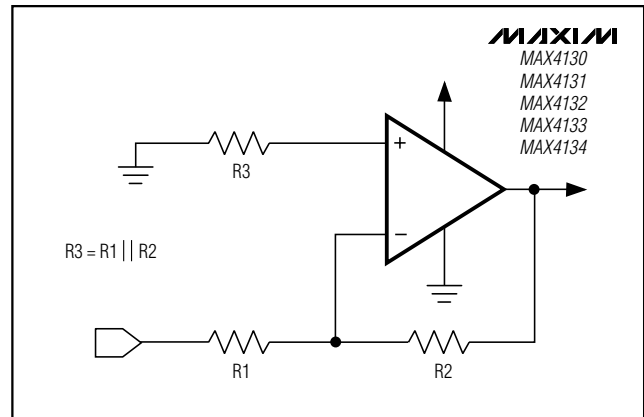 MAXIM
MAX4130
MAX4131
MAX4132
MAX4133
MAX4134
+
R3
−
R3 = R1 || R2
R1
R2